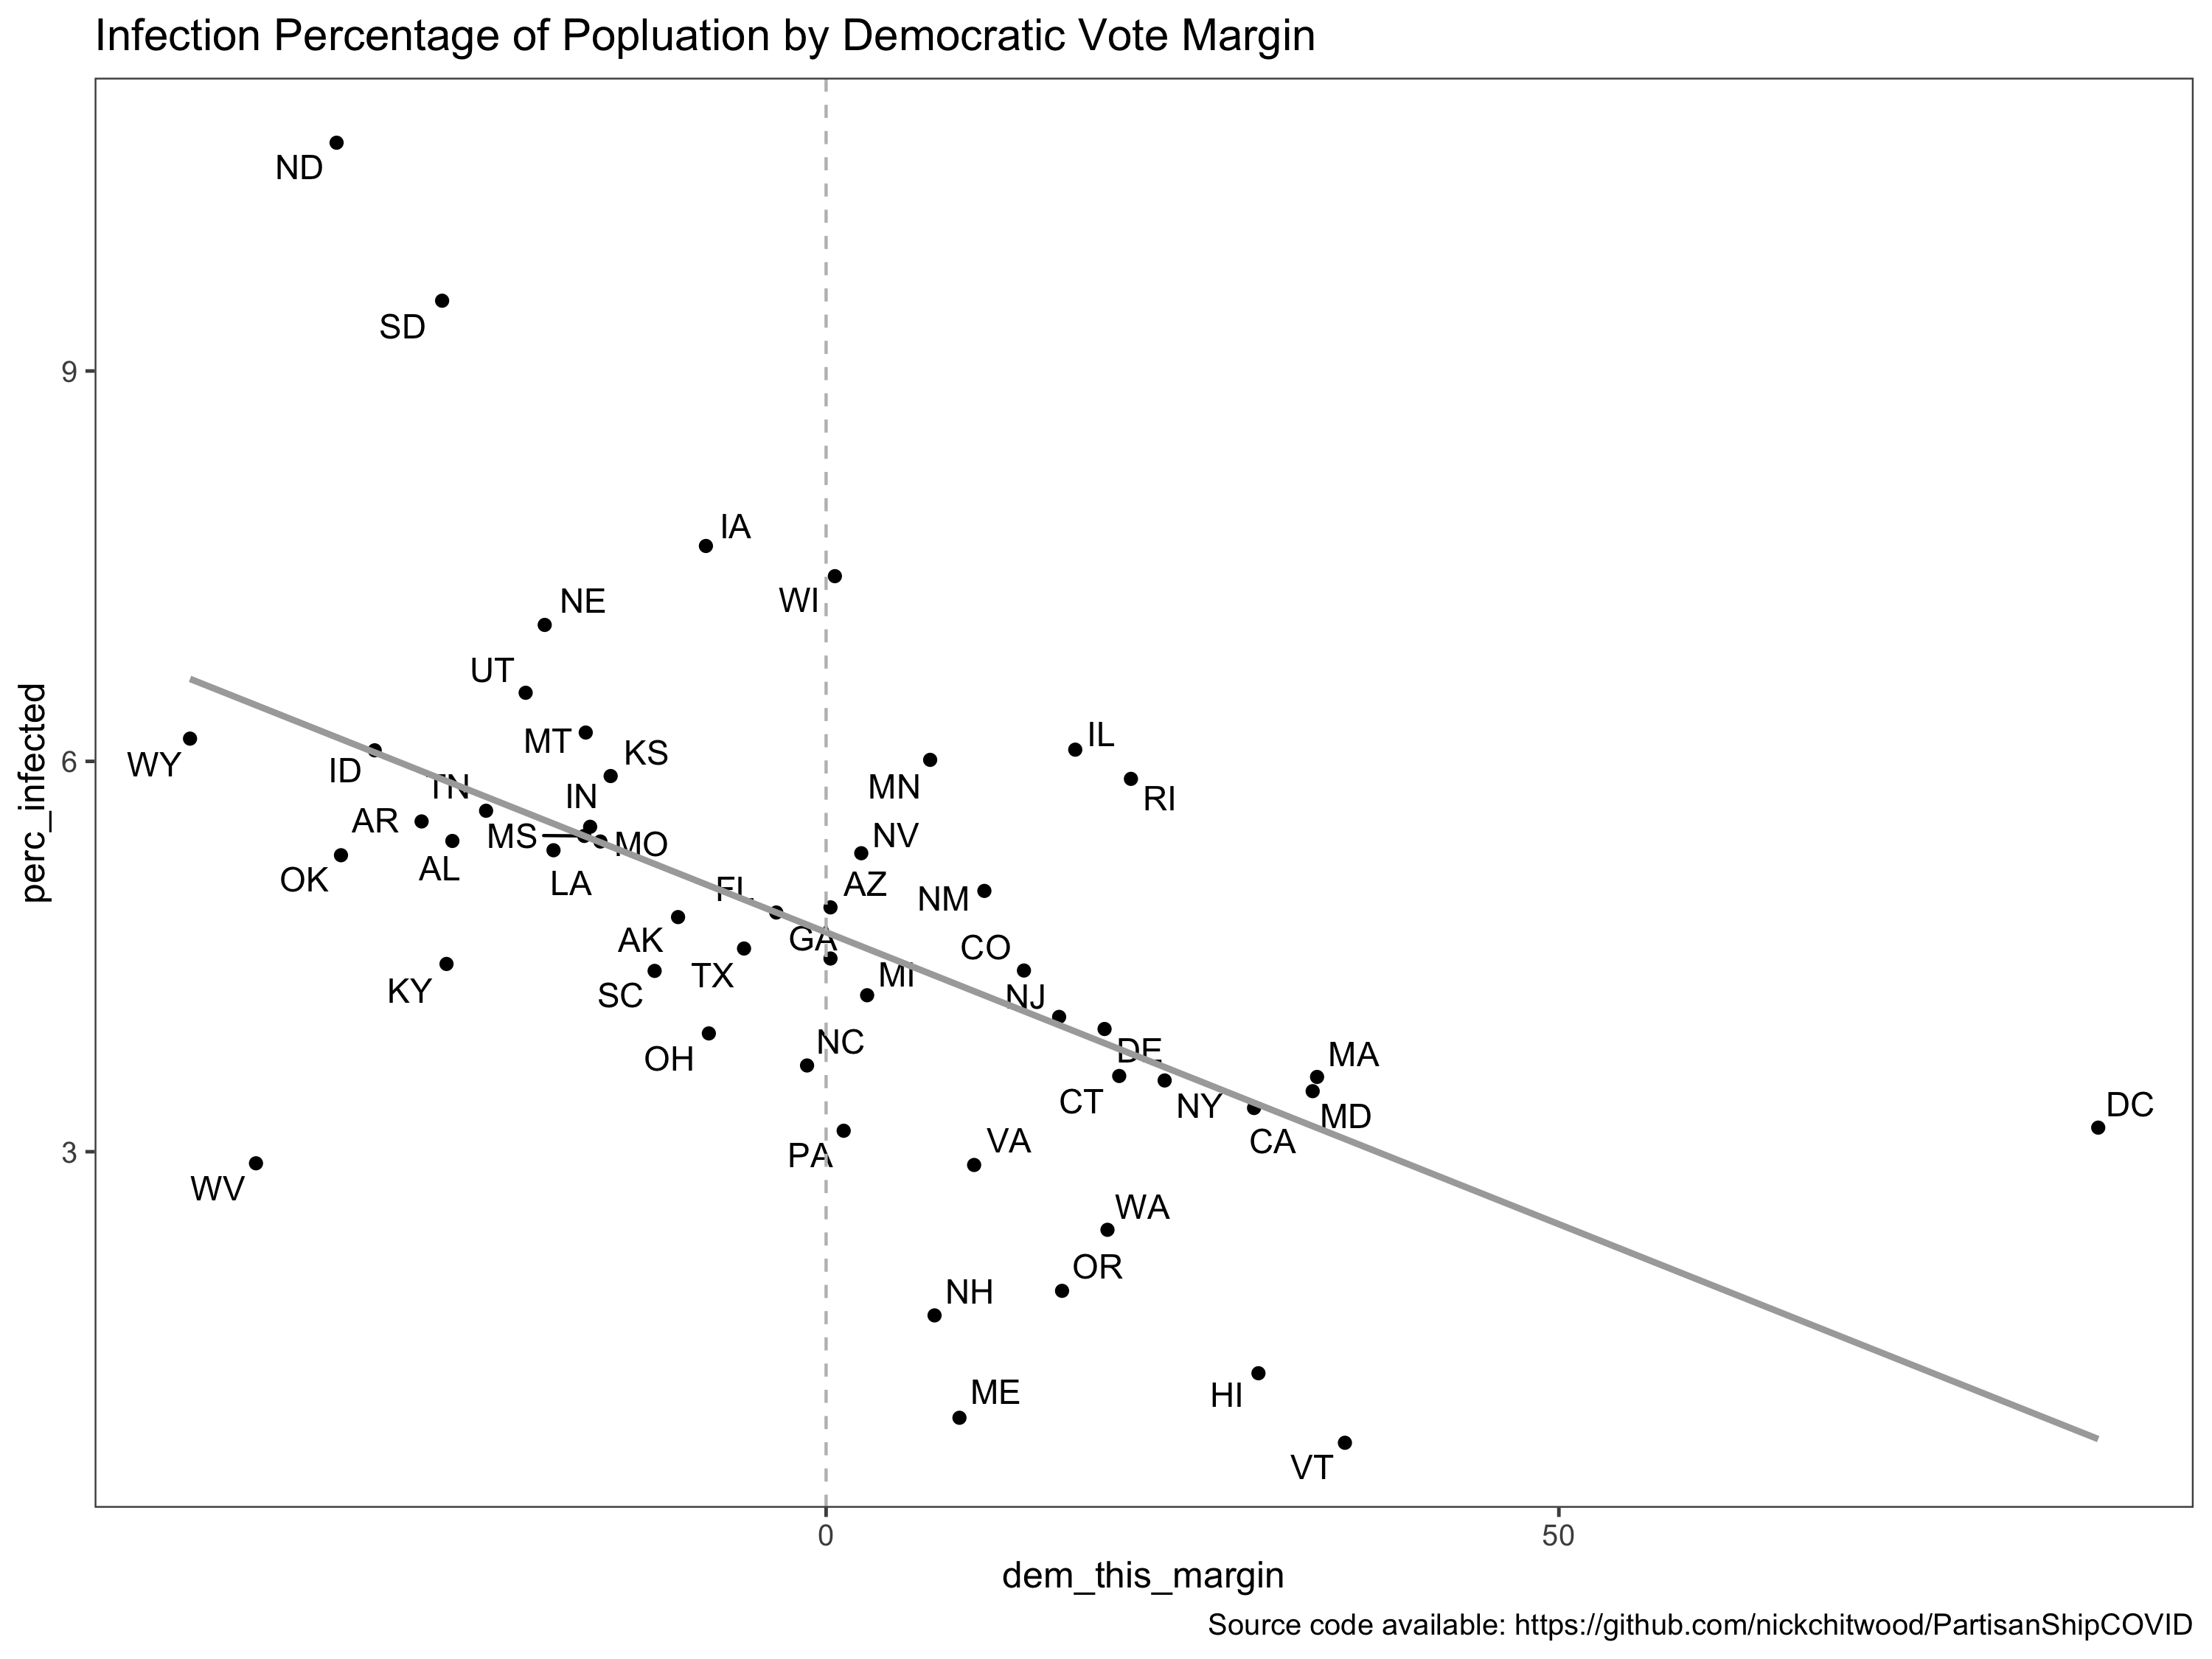 Infection Percentage of Popluation by Democratic Vote Margin
ND
SD
9
IA
WI
NE
UT
MT
KS
IL
WY
6
ID
TN
IN
MN
RI
AR
MS
MO
NV
OK
AL
LA
FL
AZ
NM
AK
GA
CO
KY
SC
TX
MI
NJ
OH
NC
DE
MA
CT
NY
MD
DC
CA
PA
VA
3
WV
WA
OR
NH
ME
HI
VT
perc_infected
0
50
dem_this_margin
Source code available: https://github.com/nickchitwood/PartisanShipCOVID